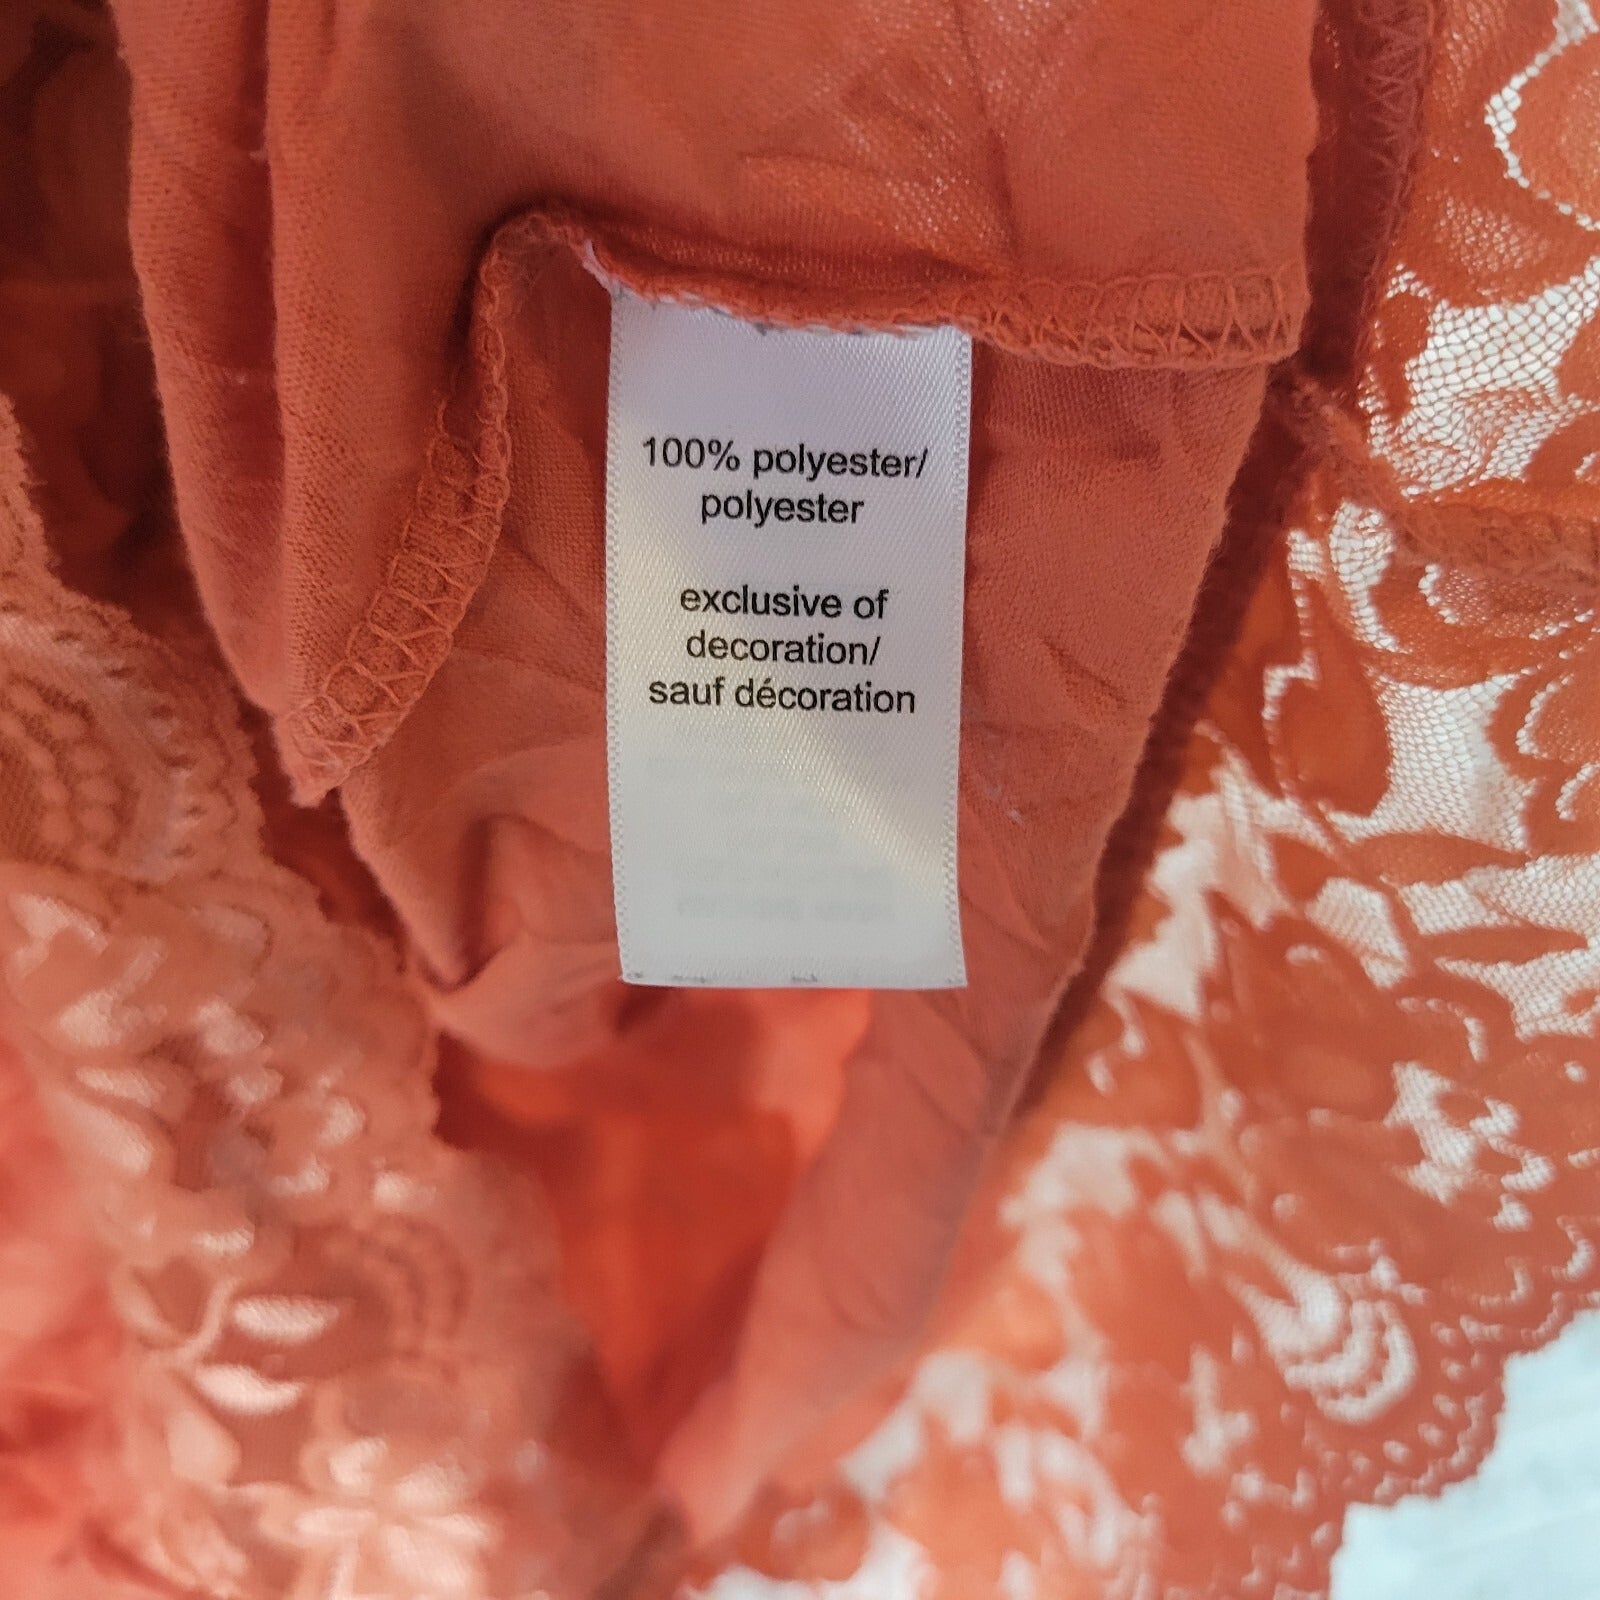 100% polyester/
polyester
exclusive of
decoration/
sauf décoration